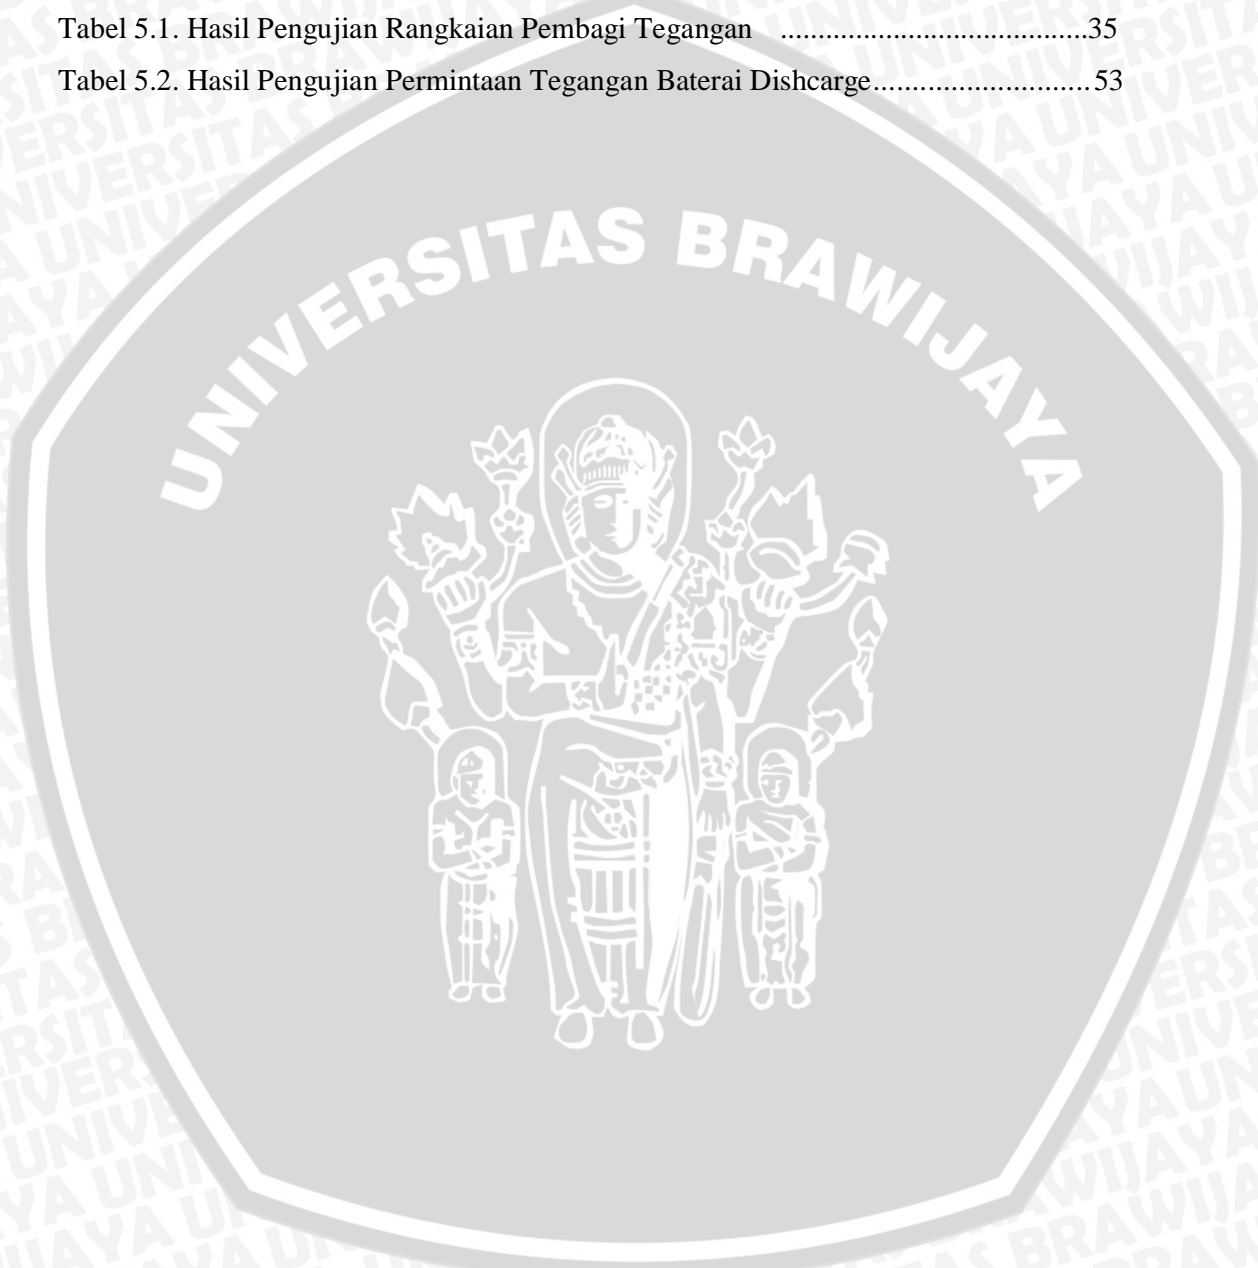 Tabel 5.1. Hasil Pengujian Rangkaian Pembagi Tegangan .........................................35
Tabel 5.2. Hasil Pengujian Permintaan Tegangan Baterai Dishcarge............................53
UNIVERSITAS BRAWIJAYA